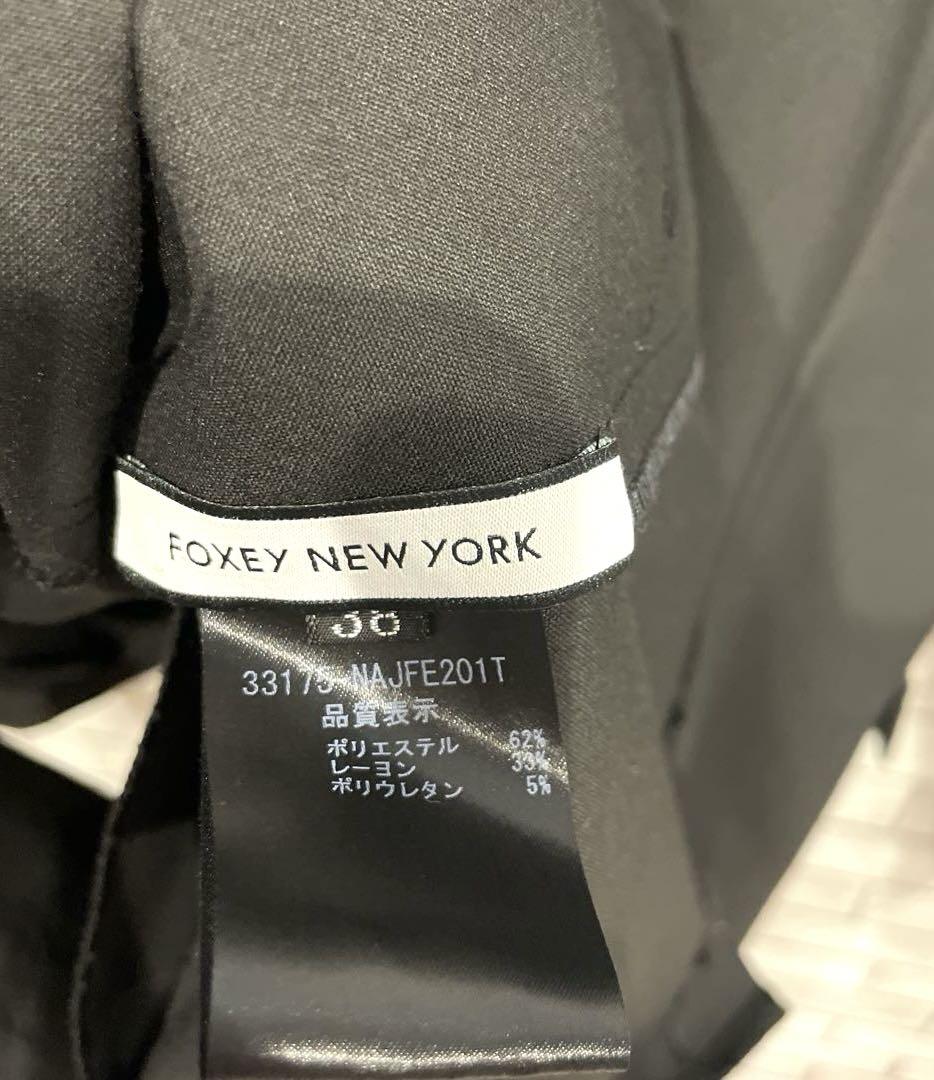 FOXEY NEW YORK
38
33175-NAJFE201T
品質表示
ポリエステル 62%
レーヨン 33%
ポリウレタン 5%